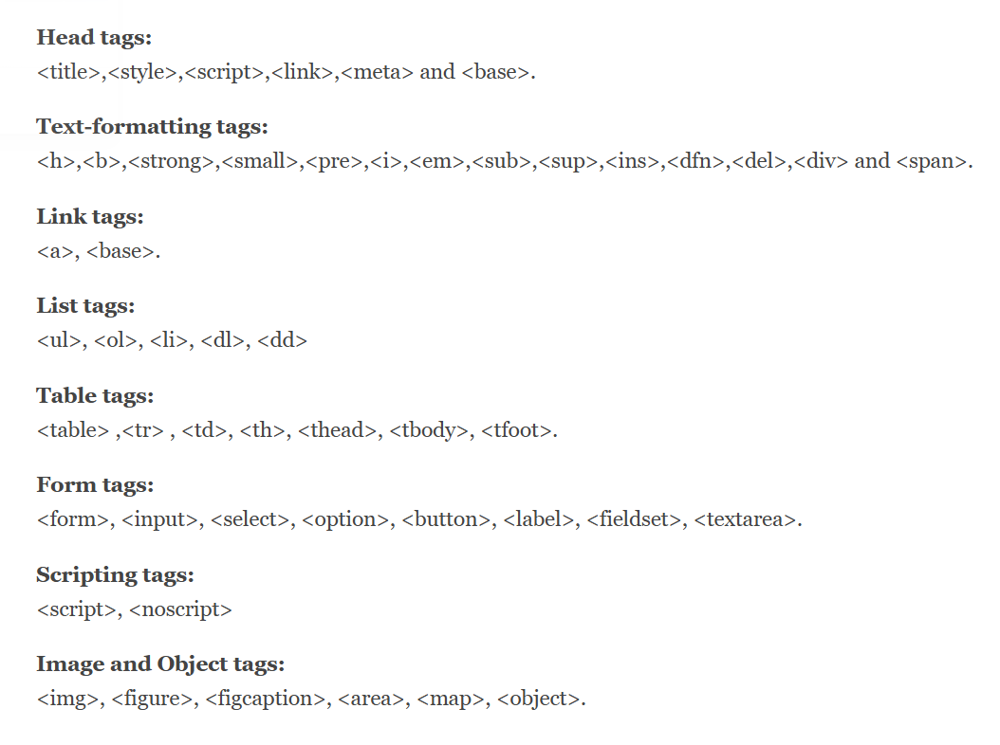 Head tags:
<title>,<style>,<script>,<link>,<meta> and <base>.
Text-formatting tags:
<h>,<b>,<strong>,<small>,<pre>,<i>,<em>,<sub>,<sup>,<ins>,<dfn>,<del>,<div> and <span>.
Link tags:
<a>, <base>.
List tags:
<ul>, <ol>, <li>, <dl>, <dd>
Table tags:
<table> ,<tr> , <td>, <th>, <thead>, <tbody>, <tfoot>.
Form tags:
<form>, <input>, <select>, <option>, <button>, <label>, <fieldset>, <textarea>.
Scripting tags:
<script>, <noscript>
Image and Object tags:
<img>, <figure>, <figcaption>, <area>, <map>, <object>.